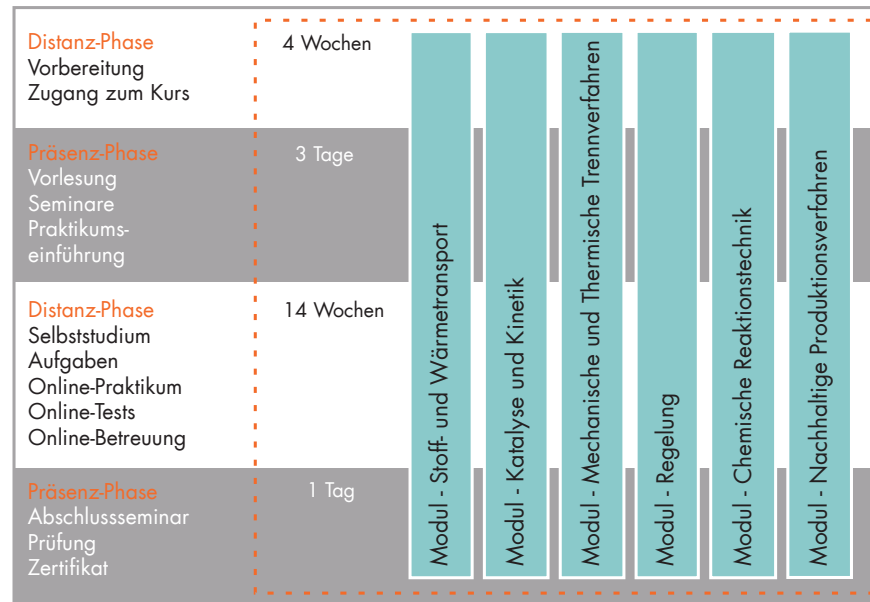 Distanz-Phase
Vorbereitung
Zugang zum Kurs
4 Wochen
Präsenz-Phase
Vorlesung
Seminare
Praktikums-
einführung
3 Tage
Distanz-Phase
Selbststudium
Aufgaben
Online-Praktikum
Online-Tests
Online-Betreuung
14 Wochen
Präsenz-Phase
Abschlussseminar
Prüfung
Zertifikat
1 Tag
Modul - Stoff- und Wärmetransport
Modul - Katalyse und Kinetik
Modul - Mechanische und Thermische Trennverfahren
Modul - Regelung
Modul - Chemische Reaktionstechnik
Modul - Nachhaltige Produktionsverfahren